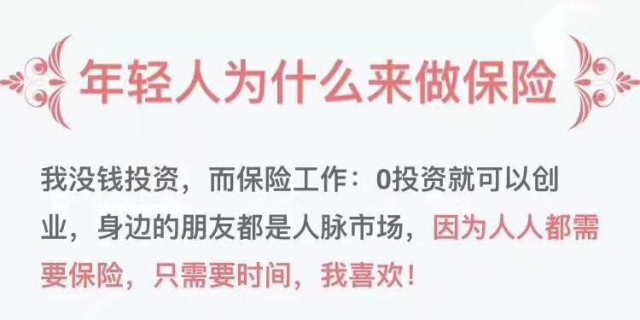 年轻人为什么来做保险
我没钱投资，而保险工作：0投资就可以创
业，身边的朋友都是人脉市场，因为人人都需
要保险，只需要时间，我喜欢！